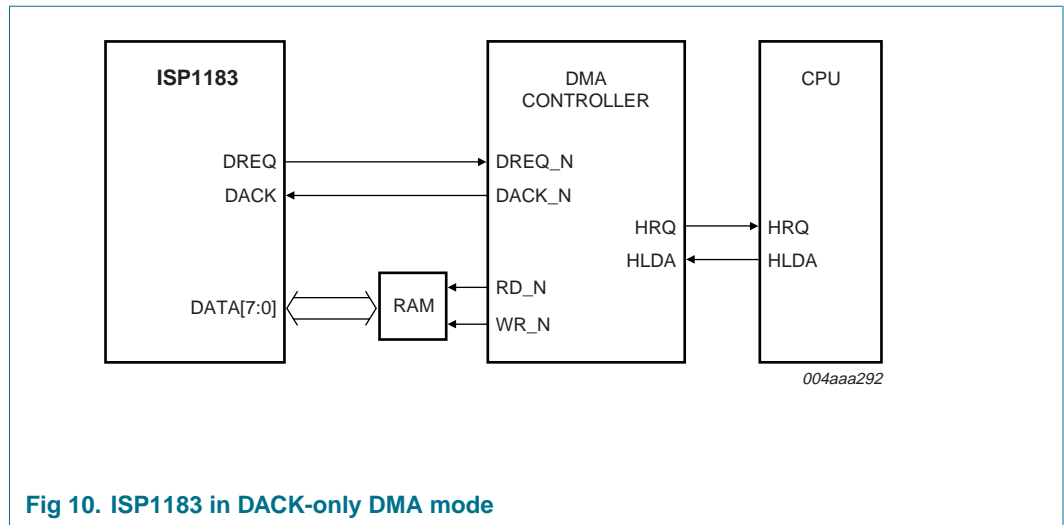 ISP1183
DREQ
DACK
DATA[7:0]
RAM
DMA
CONTROLLER
DREQ_N
DACK_N
HRQ
HLDA
RD_N
WR_N
CPU
HRQ
HLDA
004aaa292
Fig 10. ISP1183 in DACK-only DMA mode